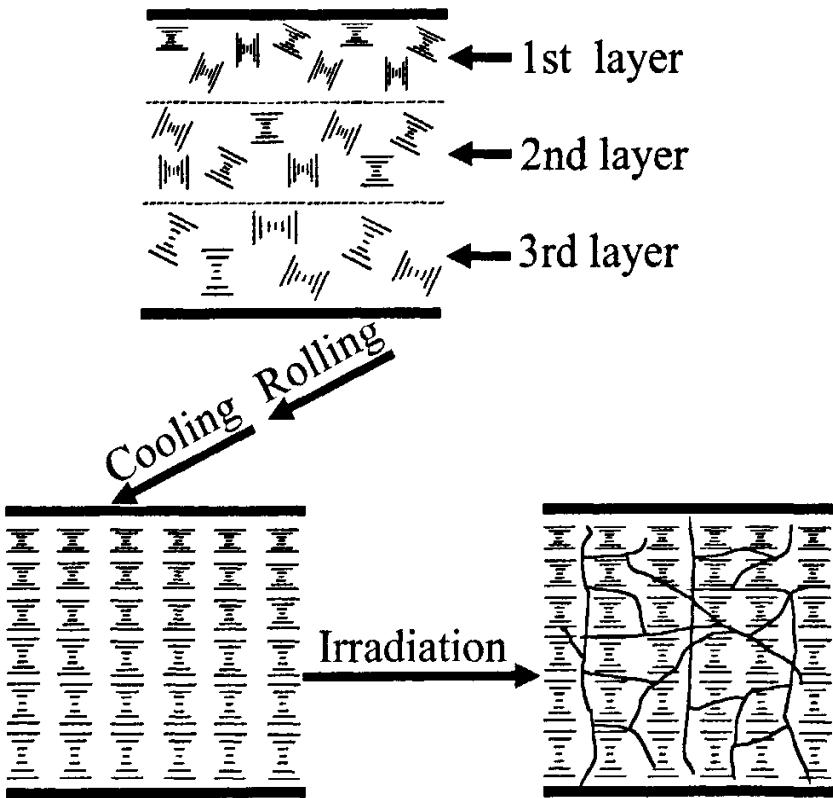 1st layer
2nd layer
3rd layer
Rolling
Cooling
Irradiation